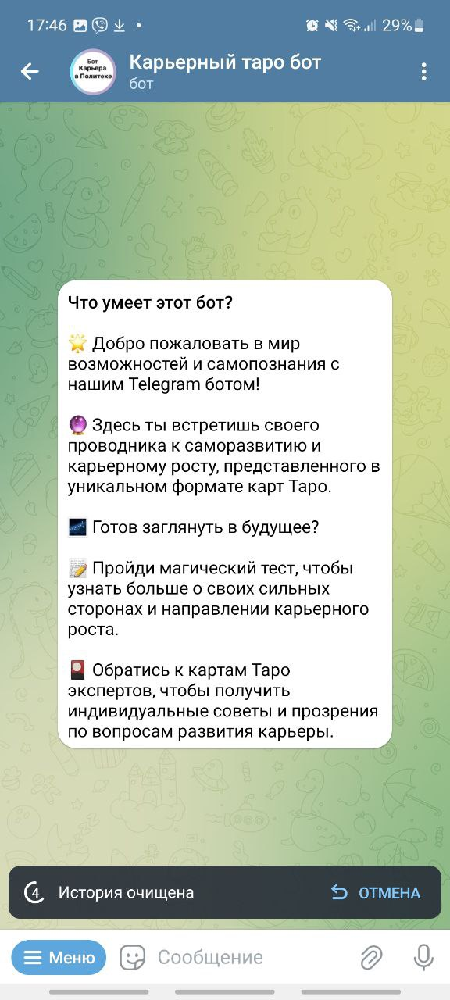 17:46 29%
Бот
Карьера
в Политехе
Карьерный таро бот
бот
Что умеет этот бот?
Добро пожаловать в мир
возможностей и самопознания с
нашим Telegram ботом!
Здесь ты встретишь своего
проводника к саморазвитию и
карьерному росту, представленного в
уникальном формате карт Таро.
Готов заглянуть в будущее?
Пройди магический тест, чтобы
узнать больше о своих сильных
сторонах и направлении карьерного
роста.
Обратись к картам Таро
экспертов, чтобы получить
индивидуальные советы и прозрения
по вопросам развития карьеры.
4 История очищена ОТМЕНА
Меню Сообщение